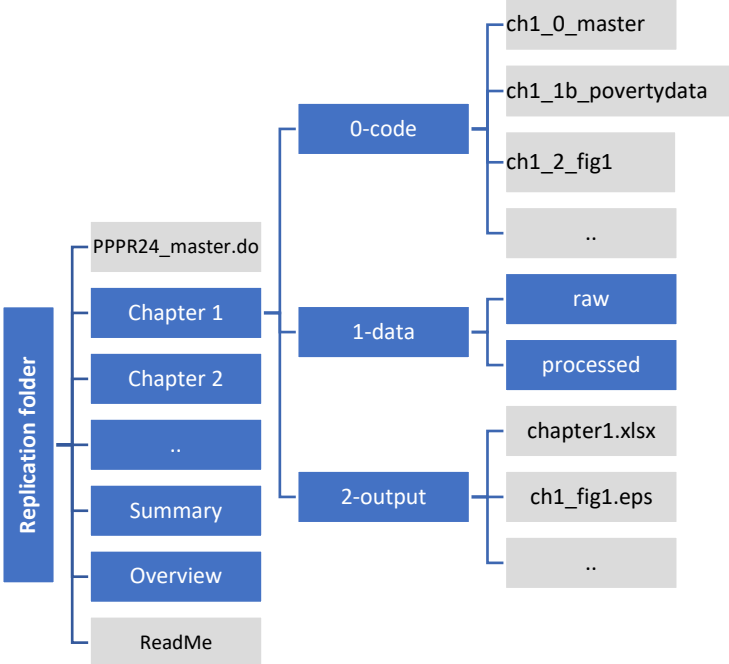 Replication folder
PPPR24_master.do
Chapter 1
Chapter 2
..
Summary
Overview
ReadMe
0-code
1-data
2-output
ch1_0_master
ch1_1b_povertydata
ch1_2_fig1
..
raw
processed
chapter1.xlsx
ch1_fig1.eps
..